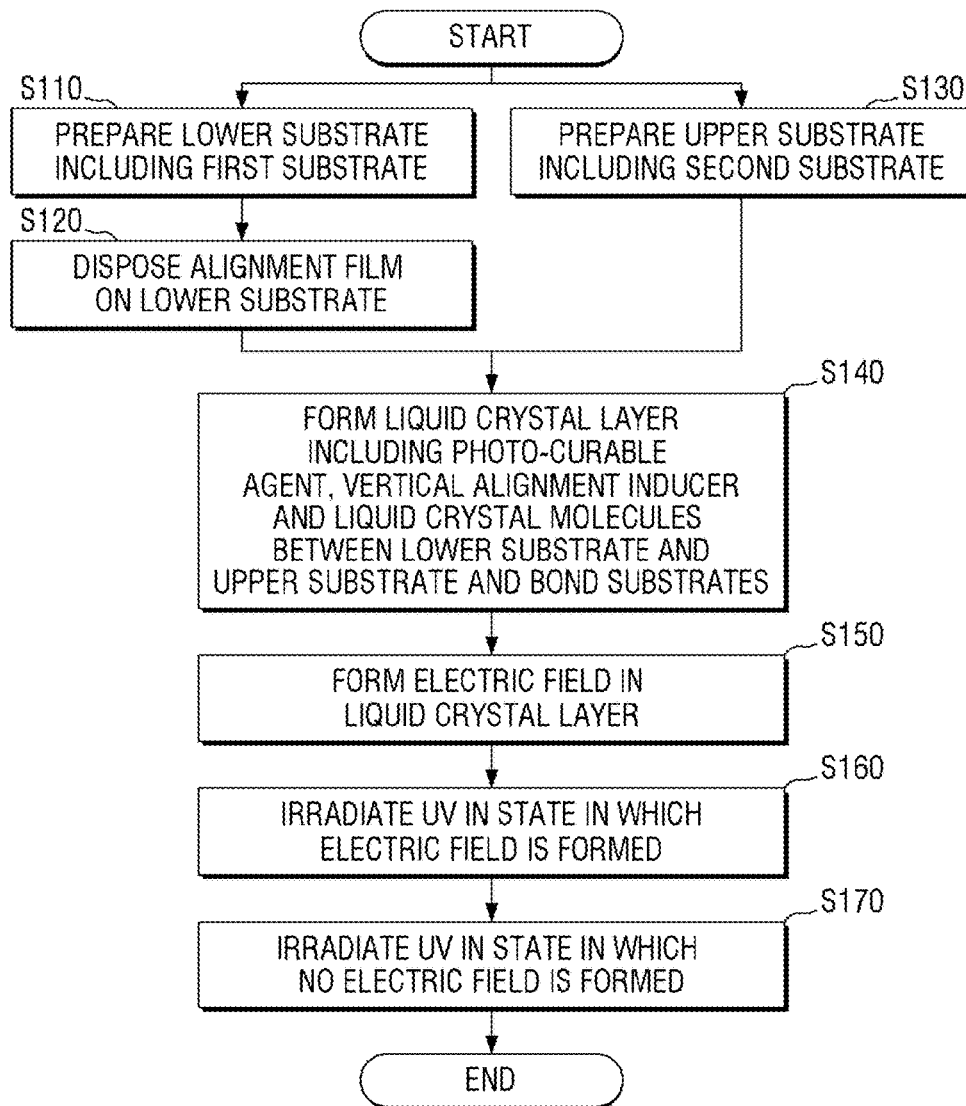 START
S110
PREPARE LOWER SUBSTRATE
INCLUDING FIRST SUBSTRATE
S130
PREPARE UPPER SUBSTRATE
INCLUDING SECOND SUBSTRATE
S120
DISPOSE ALIGNMENT FILM
ON LOWER SUBSTRATE
S140
FORM LIQUID CRYSTAL LAYER
INCLUDING PHOTO-CURABLE
AGENT, VERTICAL ALIGNMENT INDUCER
AND LIQUID CRYSTAL MOLECULES
BETWEEN LOWER SUBSTRATE AND
UPPER SUBSTRATE AND BOND SUBSTRATES
S150
FORM ELECTRIC FIELD IN
LIQUID CRYSTAL LAYER
S160
IRRADIATE UV IN STATE IN WHICH
ELECTRIC FIELD IS FORMED
S170
IRRADIATE UV IN STATE IN WHICH
NO ELECTRIC FIELD IS FORMED
END